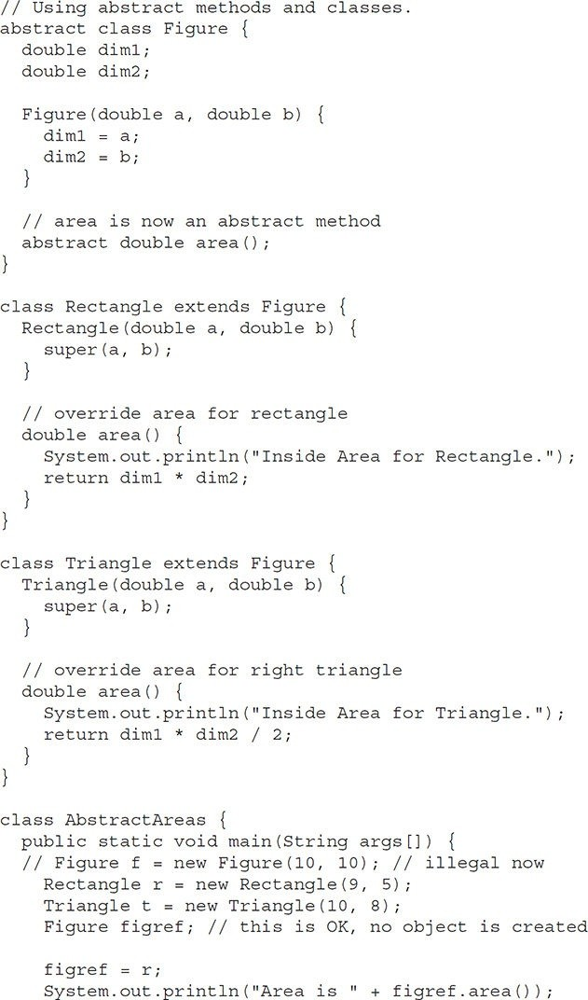 // Using abstract methods and classes.
abstract class Figure {
  double dim1;
  double dim2;

  Figure(double a, double b) {
    dim1 = a;
    dim2 = b;
  }

  // area is now an abstract method
  abstract double area();
}

class Rectangle extends Figure {
  Rectangle(double a, double b) {
    super(a, b);
  }

  // override area for rectangle
  double area() {
    System.out.println("Inside Area for Rectangle.");
    return dim1 * dim2;
  }
}

class Triangle extends Figure {
  Triangle(double a, double b) {
    super(a, b);
  }

  // override area for right triangle
  double area() {
    System.out.println("Inside Area for Triangle.");
    return dim1 * dim2 / 2;
  }
}

class AbstractAreas {
  public static void main(String args[]) {
  // Figure f = new Figure(10, 10); // illegal now
    Rectangle r = new Rectangle(9, 5);
    Triangle t = new Triangle(10, 8);
    Figure figref; // this is OK, no object is created

    figref = r;
    System.out.println("Area is " + figref.area());